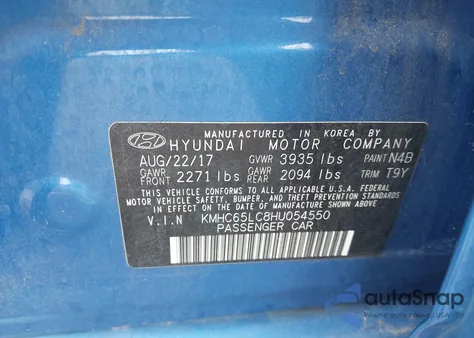 MANUFACTURED IN KOREA BY
HYUNDAI MOTOR COMPANY
AUG/22/17 GVWR 3935 lbs PAINT N4B
GAWR FRONT 2271 lbs GAWR REAR 2094 lbs TRIM T9Y
THIS VEHICLE CONFORMS TO ALL APPLICABLE U.S.A. FEDERAL
MOTOR VEHICLE SAFETY, BUMPER, AND THEFT PREVENTION STANDARDS
IN EFFECT ON THE DATE OF MANUFACTURE SHOWN ABOVE.
V.I.N KMHC65LC8HU054550
PASSENGER CAR
autoSnap